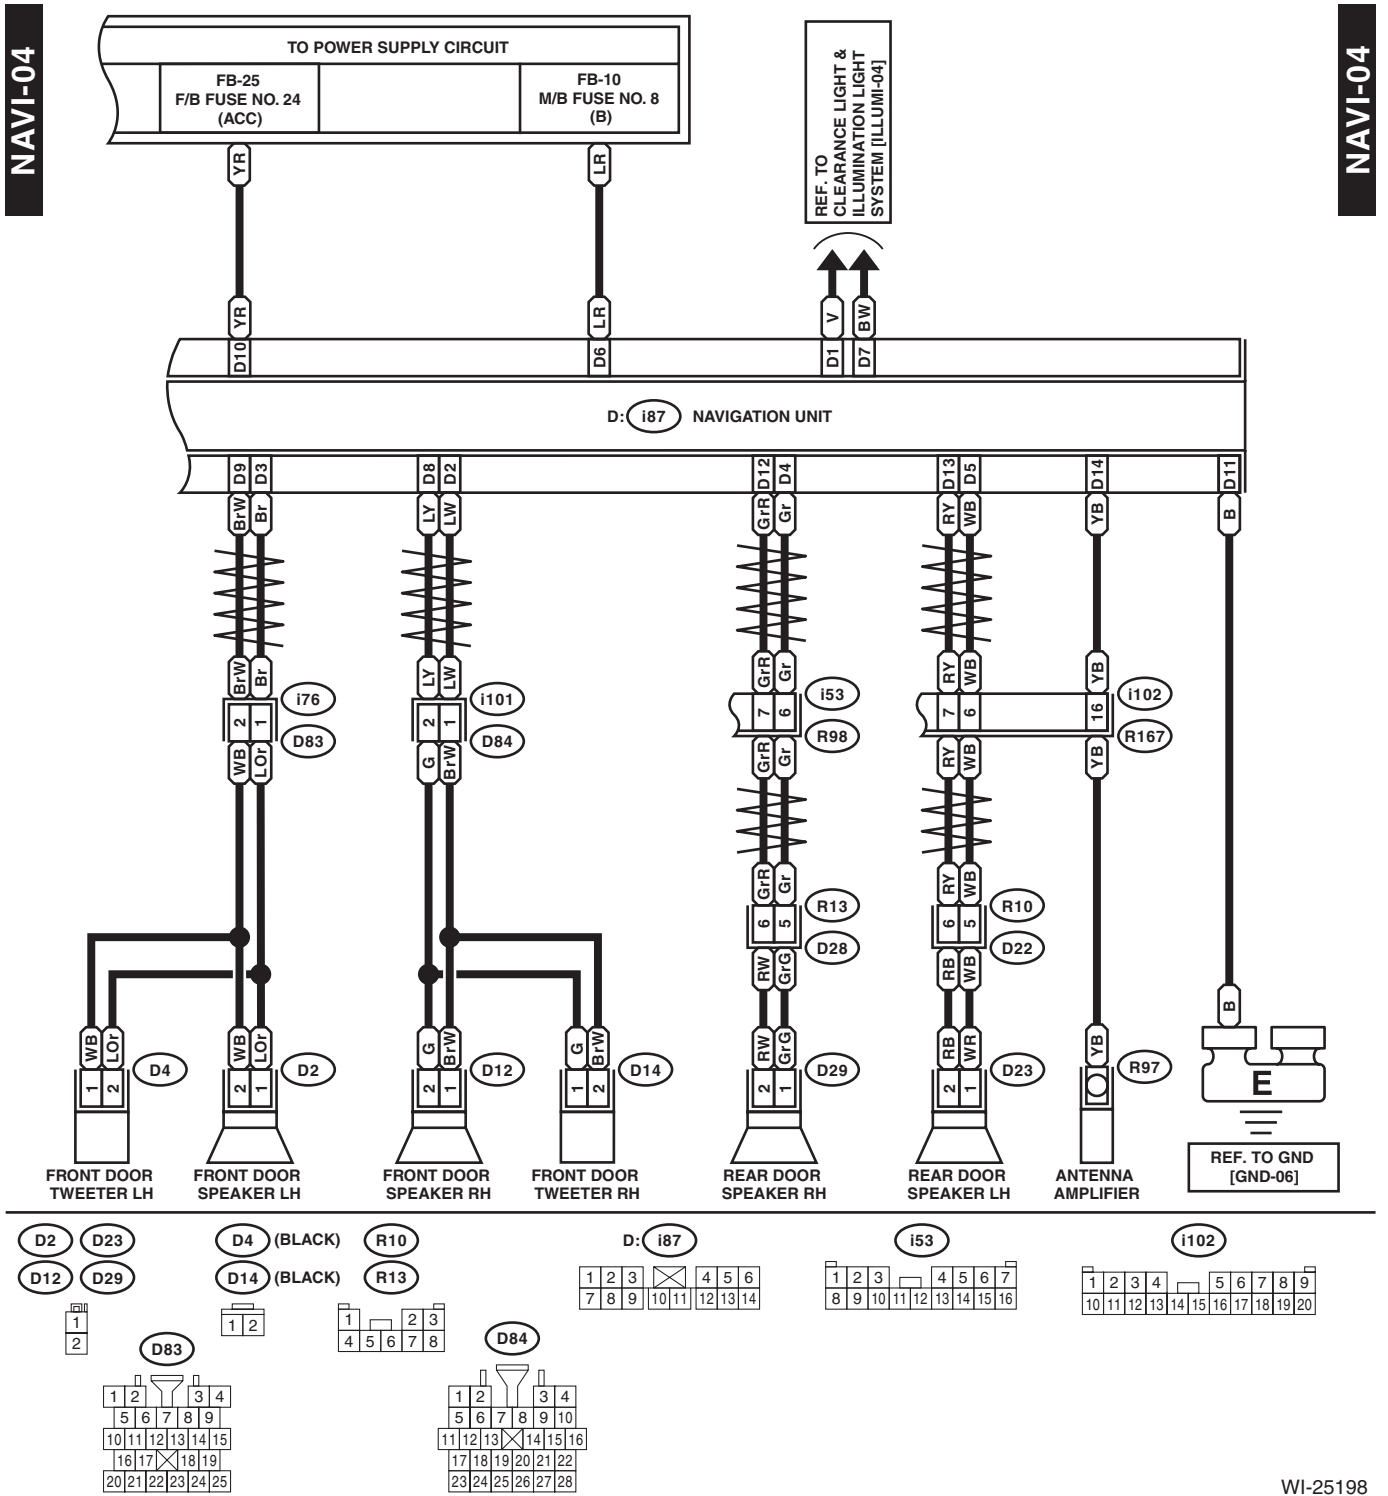 NAVI-04
NAVI-04
TO POWER SUPPLY CIRCUIT
FB-25
F/B FUSE NO. 24
(ACC)
FB-10
M/B FUSE NO. 8
(B)
REF. TO
CLEARANCE LIGHT &
ILLUMINATION LIGHT
SYSTEM [ILLUMI-04]
YR LR
YR LR V BW
D10 D6 D1 D7
D: i87 NAVIGATION UNIT
D9 D3 D8 D2 D12 D4 D13 D5 D14 D11
BrW Br LY LW GrR Gr RY WB YB B
BrW Br LY LW GrR Gr RY WB YB
i76 i101 i53 i102
2 1 2 1 7 6 7 6 16
D83 D84 R98 R167
WB LOr G BrW GrR Gr RY WB YB
GrR Gr RY WB
6 5 R13 6 5 R10
D28 D22
RW GrG RB WB
B
WB LOr WB LOr G BrW G BrW RW GrG RB WR YB
1 2 D4 2 1 D2 2 1 D12 1 2 D14 2 1 D29 2 1 D23 R97
E
FRONT DOOR
TWEETER LH
FRONT DOOR
SPEAKER LH
FRONT DOOR
SPEAKER RH
FRONT DOOR
TWEETER RH
REAR DOOR
SPEAKER RH
REAR DOOR
SPEAKER LH
ANTENNA
AMPLIFIER
REF. TO GND
[GND-06]
D2 D23
D12 D29
1
2
D4 (BLACK)
D14 (BLACK)
1 2
R10
R13
1 2 3
4 5 6 7 8
D: i87
1 2 3 4 5 6
7 8 9 10 11 12 13 14
i53
1 2 3 4 5 6 7
8 9 10 11 12 13 14 15 16
i102
1 2 3 4 5 6 7 8 9
10 11 12 13 14 15 16 17 18 19 20
D83
1 2 3 4
5 6 7 8 9
10 11 12 13 14 15
16 17 18 19
20 21 22 23 24 25
D84
1 2 3 4
5 6 7 8 9 10
11 12 13 14 15 16
17 18 19 20 21 22
23 24 25 26 27 28
WI-25198